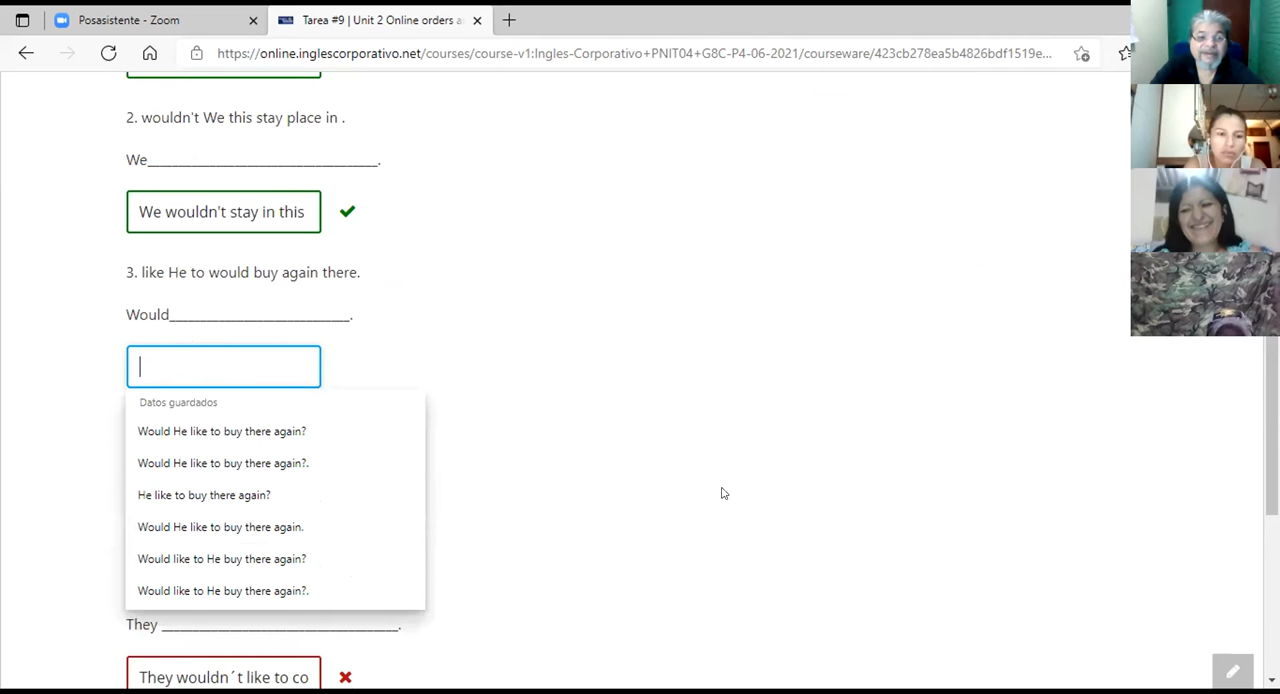 Posasistente - Zoom
Tarea #9 | Unit 2 Online orders a
https://online.inglescorporativo.net/courses/course-v1:Ingles-Corporativo+PNIT04+G8C-P4-06-2021/courseware/423cb278ea5b4826bdf1519e...
2. wouldn't We this stay place in .
We__________________________________.
We wouldn't stay in this
3. like He to would buy again there.
Would___________________________.
Datos guardados
Would He like to buy there again?
Would He like to buy there again?.
He like to buy there again?
Would He like to buy there again.
Would like to He buy there again?
Would like to He buy there again?.
They ___________________________________.
They wouldn´t like to co